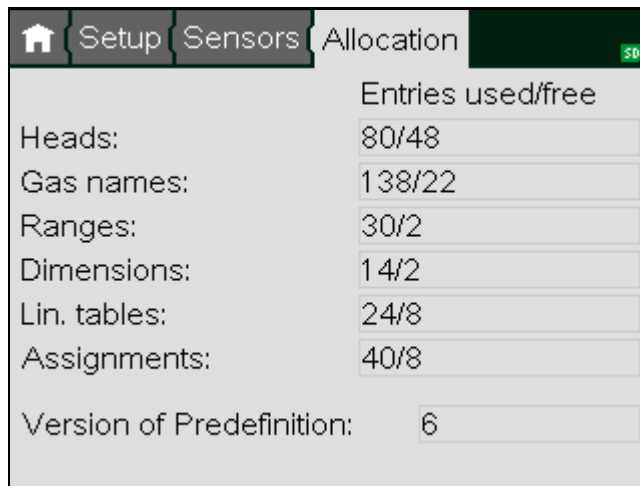 Setup Sensors Allocation
SD
Entries used/free
Heads: 80/48
Gas names: 138/22
Ranges: 30/2
Dimensions: 14/2
Lin. tables: 24/8
Assignments: 40/8
Version of Predefinition: 6